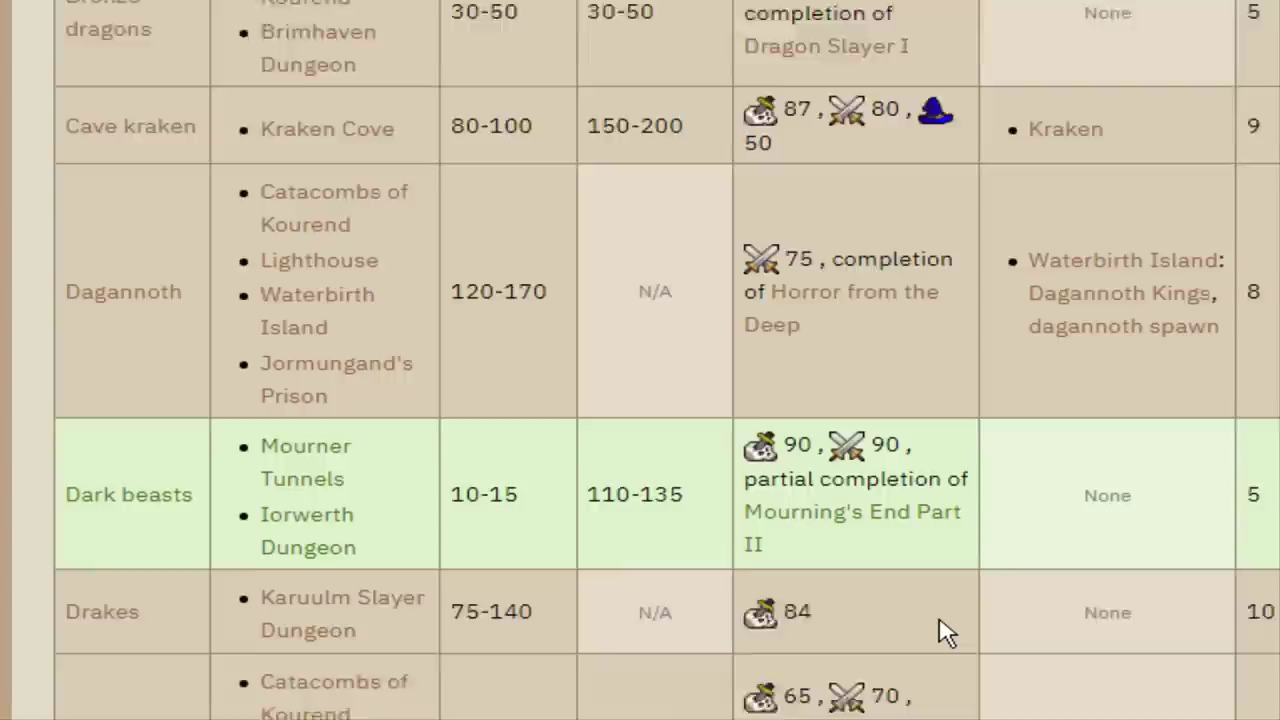 Kourend
dragons
Brimhaven
Dungeon
30-50
30-50
completion of
Dragon Slayer I
None
5
Cave kraken
Kraken Cove
80-100
150-200
87 , 80 ,
50
Kraken
9
Dagannoth
Catacombs of
Kourend
Lighthouse
Waterbirth
Island
Jormungand's
Prison
120-170
N/A
75 , completion
of Horror from the
Deep
Waterbirth Island:
Dagannoth Kings,
dagannoth spawn
8
Dark beasts
Mourner
Tunnels
Iorwerth
Dungeon
10-15
110-135
90 , 90 ,
partial completion of
Mourning's End Part
II
None
5
Drakes
Karuulm Slayer
Dungeon
75-140
N/A
84
None
10
Catacombs of
Kourend
65 , 70 ,